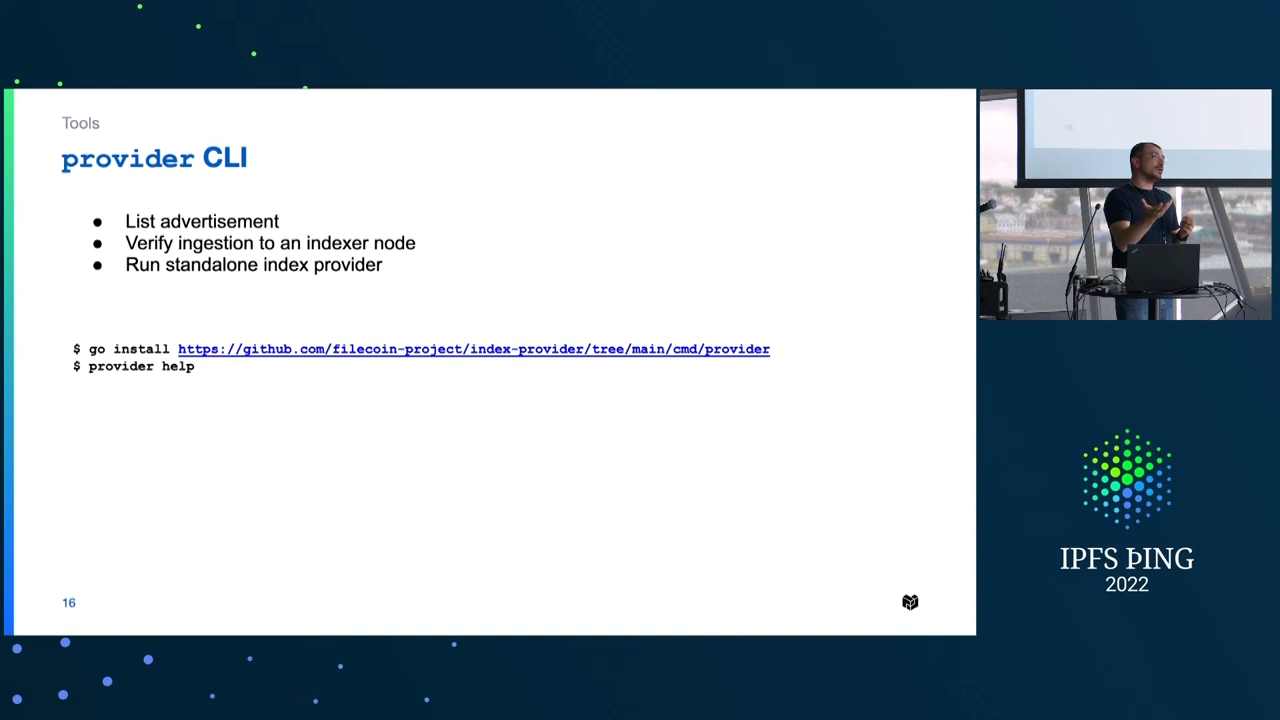 Tools
provider CLI
● List advertisement
● Verify ingestion to an indexer node
● Run standalone index provider
$ go install https://github.com/filecoin-project/index-provider/tree/main/cmd/provider
$ provider help
16
IPFS ÞING
2022